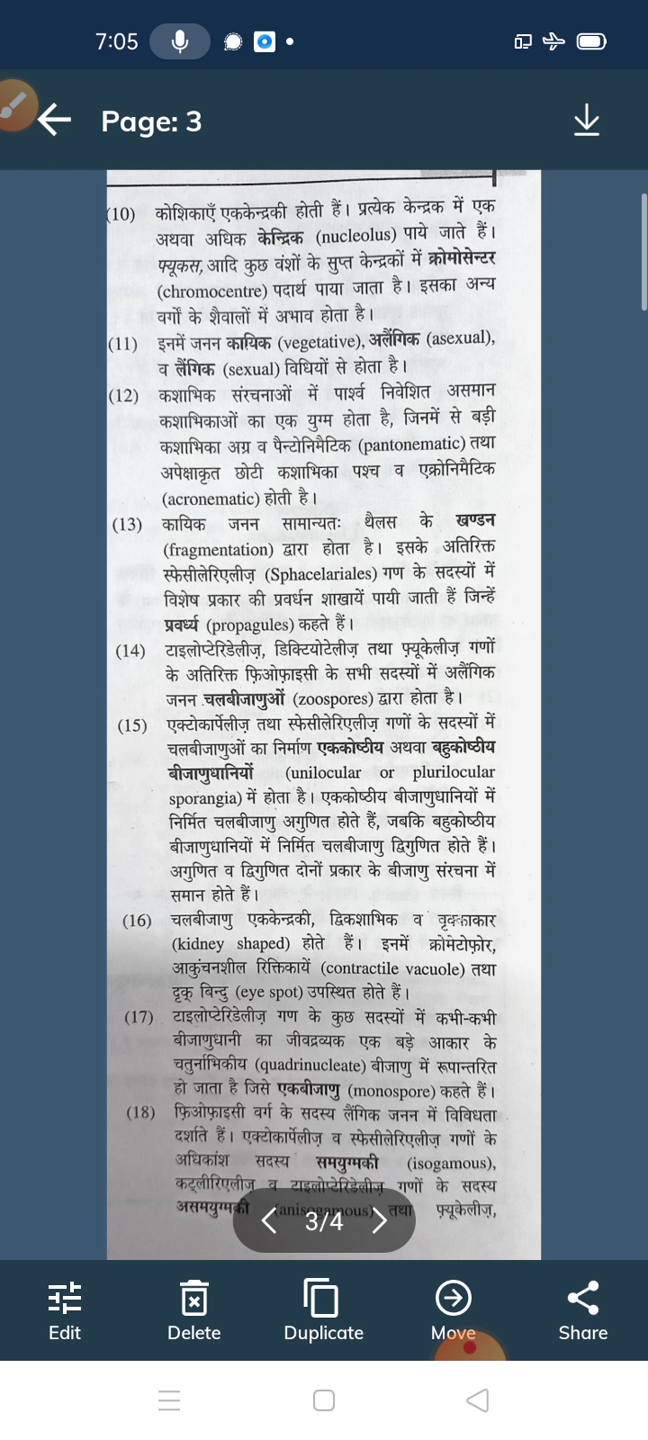 7:05
Page: 3
(10) कोशिकाएँ एककेन्द्रकी होती हैं। प्रत्येक केन्द्रक में एक
अथवा अधिक केन्द्रिक (nucleolus) पाये जाते हैं।
फ्यूकस, आदि कुछ वंशों के सुप्त केन्द्रकों में क्रोमोसेन्टर
(chromocentre) पदार्थ पाया जाता है। इसका अन्य
वर्गों के शैवालों में अभाव होता है।
(11) इनमें जनन कायिक (vegetative), अलैंगिक (asexual),
व लैंगिक (sexual) विधियों से होता है।
(12) कशाभिक संरचनाओं में पार्श्व निवेशित असमान
कशाभिकाओं का एक युग्म होता है, जिनमें से बड़ी
कशाभिका अग्र व पैन्टोनिमैटिक (pantonematic) तथा
अपेक्षाकृत छोटी कशाभिका पश्च व एक्रोनिमैटिक
(acronematic) होती है।
(13) कायिक जनन सामान्यतः थैलस के खण्डन
(fragmentation) द्वारा होता है। इसके अतिरिक्त
स्फेसीलेरिएलीज़ (Sphacelariales) गण के सदस्यों में
विशेष प्रकार की प्रवर्धन शाखायें पायी जाती हैं जिन्हें
प्रवर्ध्य (propagules) कहते हैं।
(14) टाइलोप्टेरिडेलीज़, डिक्टियोटेलीज़ तथा फ़्यूकेलीज़ गणों
के अतिरिक्त फ़िओफ़ाइसी के सभी सदस्यों में अलैंगिक
जनन चलबीजाणुओं (zoospores) द्वारा होता है।
(15) एक्टोकार्पेलीज़ तथा स्फेसीलेरिएलीज़ गणों के सदस्यों में
चलबीजाणुओं का निर्माण एककोष्ठीय अथवा बहुकोष्ठीय
बीजाणुधानियों (unilocular or plurilocular
sporangia) में होता है। एककोष्ठीय बीजाणुधानियों में
निर्मित चलबीजाणु अगुणित होते हैं, जबकि बहुकोष्ठीय
बीजाणुधानियों में निर्मित चलबीजाणु द्विगुणित होते हैं।
अगुणित व द्विगुणित दोनों प्रकार के बीजाणु संरचना में
समान होते हैं।
(16) चलबीजाणु एककेन्द्रकी, द्विकशाभिक व वृक्काकार
(kidney shaped) होते हैं। इनमें क्रोमेटोफ़ोर,
आकुंचनशील रिक्तिकायें (contractile vacuole) तथा
दृक् बिन्दु (eye spot) उपस्थित होते हैं।
(17) टाइलोप्टेरिडेलीज़ गण के कुछ सदस्यों में कभी-कभी
बीजाणुधानी का जीवद्रव्यक एक बड़े आकार के
चतुर्नाभिकीय (quadrinucleate) बीजाणु में रूपान्तरित
हो जाता है जिसे एकबीजाणु (monospore) कहते हैं।
(18) फ़िओफाइसी वर्ग के सदस्य लैंगिक जनन में विविधता
दर्शाते हैं। एक्टोकार्पेलीज़ व स्फेसीलेरिएलीज़ गणों के
अधिकांश सदस्य समयुग्मकी (isogamous),
कट्लीरिएलीज़ व टाइलोप्टेरिडेलीज़ गणों के सदस्य
असमयुग्मकी (anisogamous) तथा फ़्यूकेलीज़,
3/4
Edit Delete Duplicate Move Share